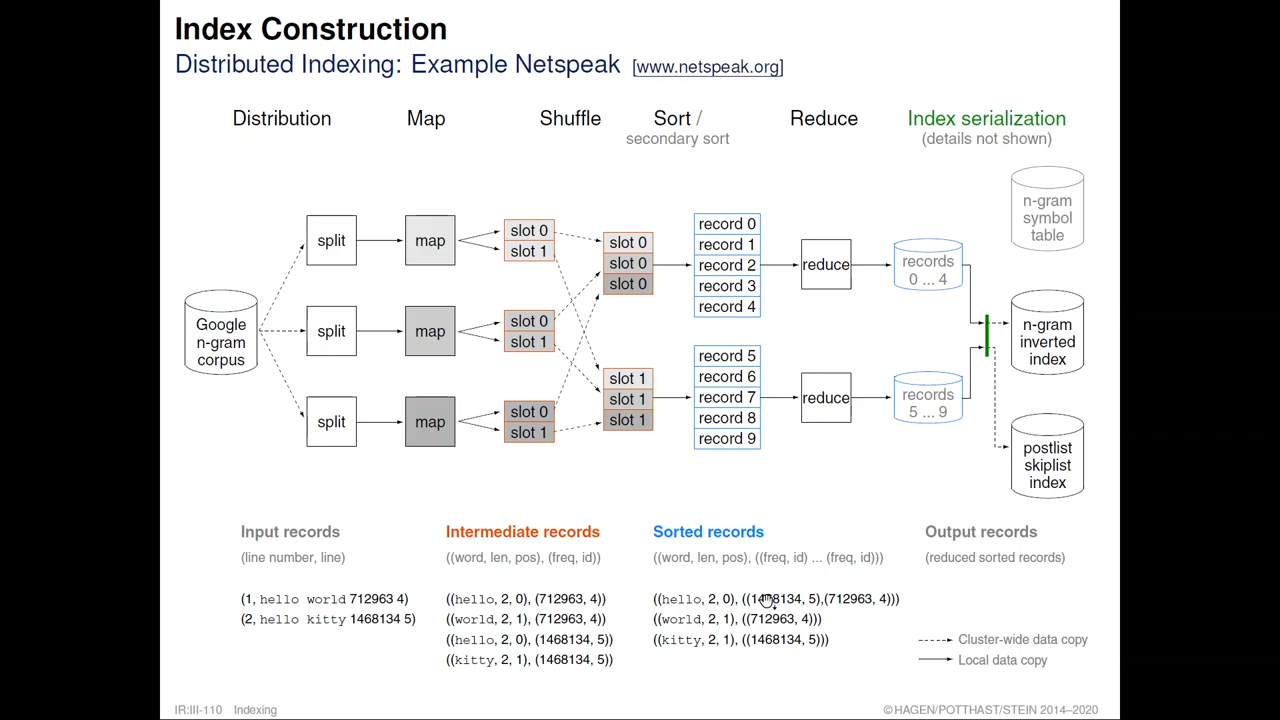 Index Construction
Distributed Indexing: Example Netspeak [www.netspeak.org]
Distribution Map Shuffle Sort / Reduce Index serialization
secondary sort (details not shown)
n-gram
symbol
table
split map slot 0
slot 1
slot 0
slot 0
slot 0
record 0
record 1
record 2
record 3
record 4
reduce
records
0 ... 4
Google
n-gram
corpus
split map slot 0
slot 1
n-gram
inverted
index
slot 1
slot 1
slot 1
record 5
record 6
record 7
record 8
record 9
reduce
records
5 ... 9
split map slot 0
slot 1
postlist
skiplist
index
Input records Intermediate records Sorted records Output records
(line number, line) ((word, len, pos), (freq, id)) ((word, len, pos), ((freq, id) ... (freq, id))) (reduced sorted records)
(1, hello world 712963 4) ((hello, 2, 0), (712963, 4)) ((hello, 2, 0), ((1468134, 5),(712963, 4)))
(2, hello kitty 1468134 5) ((world, 2, 1), (712963, 4)) ((world, 2, 1), ((712963, 4)))
((hello, 2, 0), (1468134, 5)) ((kitty, 2, 1), ((1468134, 5)))
((kitty, 2, 1), (1468134, 5))
Cluster-wide data copy
Local data copy
IR:III-110 Indexing ©HAGEN/POTTHAST/STEIN 2014–2020